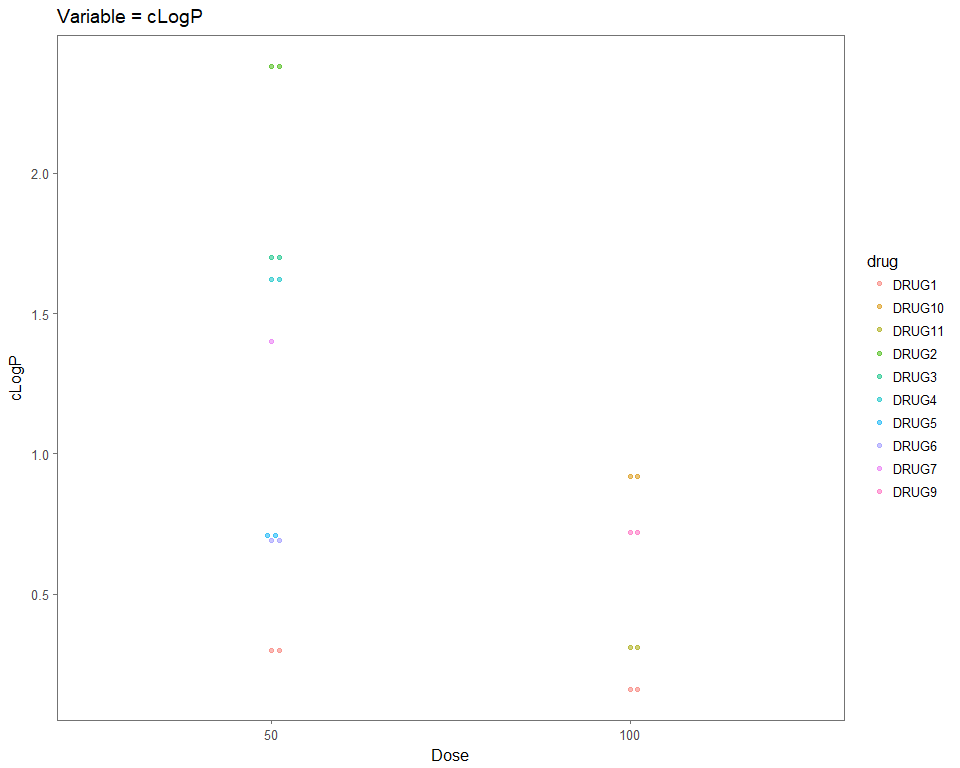 Variable = cLogP
2.0
1.5
1.0
0.5
cLogP
50
100
Dose
drug
DRUG1
DRUG10
DRUG11
DRUG2
DRUG3
DRUG4
DRUG5
DRUG6
DRUG7
DRUG9